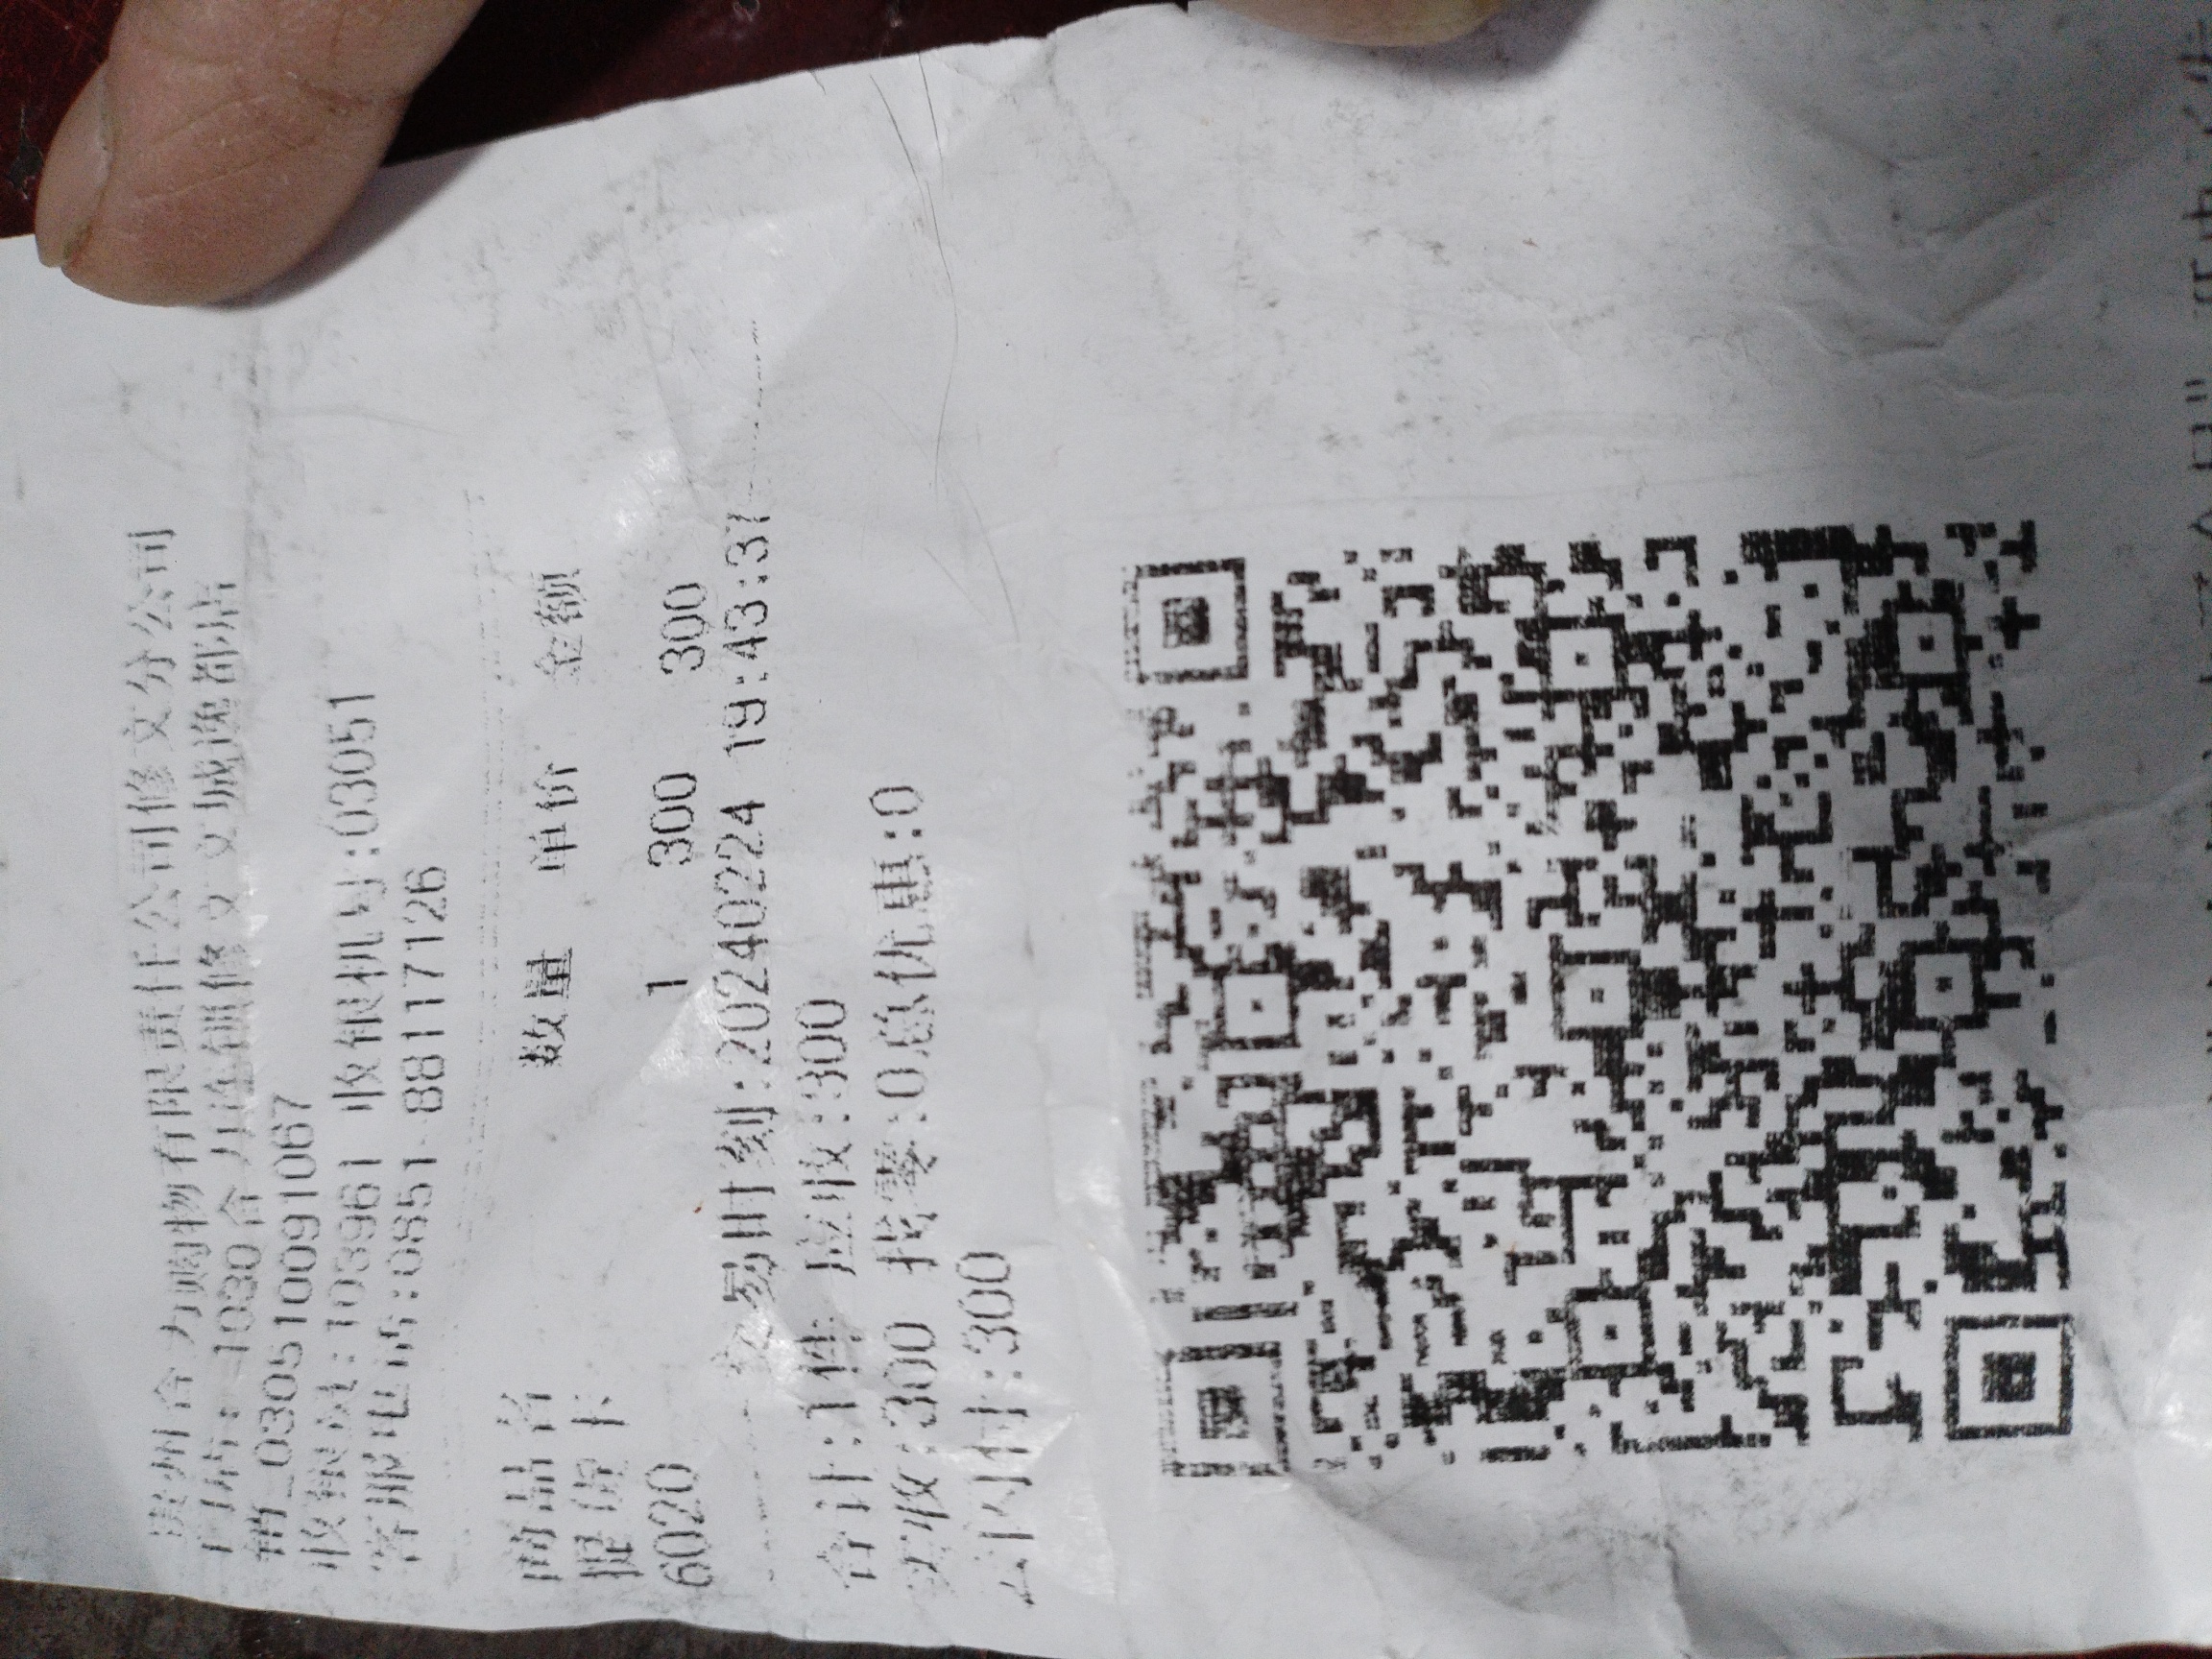 贵州合力购物有限责任公司修文分公司
门店:1030合力连锁修文文城逸都店
销_030510091067
收银员:103961 收银机号:03051
客服电话:0851-88117126
商品名 数量 单价 金额
提货卡
6020 1 300 300
交易时刻:20240224 19:43:37
合计:1件 应收:300
实收:300 找零:0总优惠:0
云闪付:300